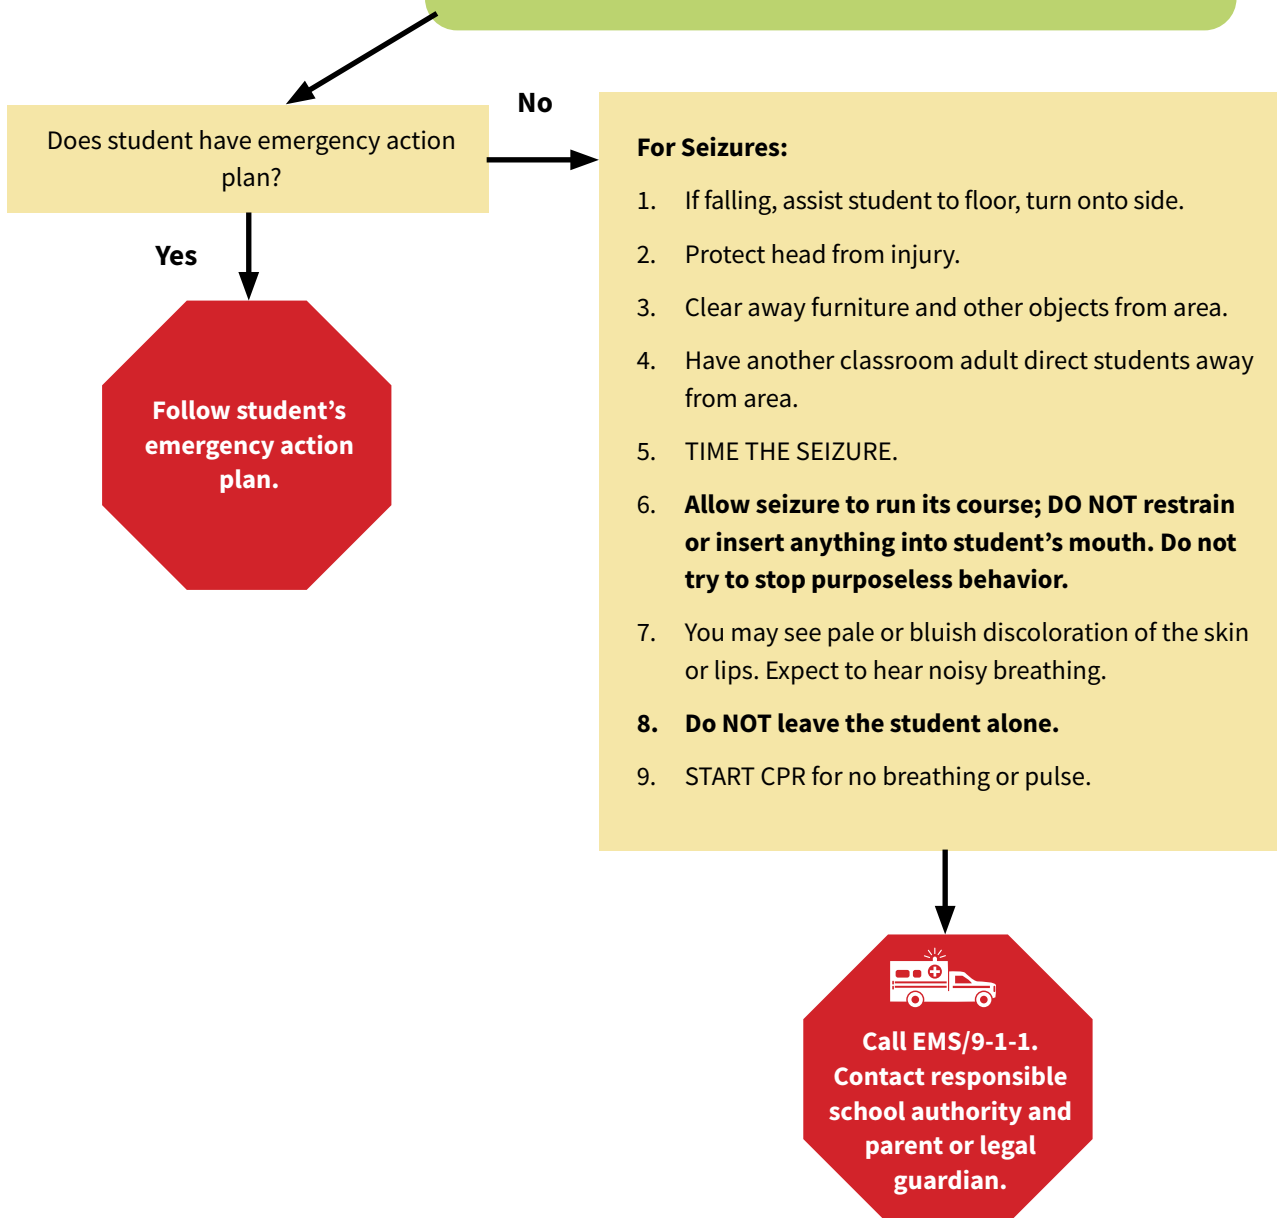 No
Does student have emergency action
plan?
Yes
Follow student’s
emergency action
plan.
For Seizures:
1. If falling, assist student to floor, turn onto side.
2. Protect head from injury.
3. Clear away furniture and other objects from area.
4. Have another classroom adult direct students away
from area.
5. TIME THE SEIZURE.
6. Allow seizure to run its course; DO NOT restrain
or insert anything into student’s mouth. Do not
try to stop purposeless behavior.
7. You may see pale or bluish discoloration of the skin
or lips. Expect to hear noisy breathing.
8. Do NOT leave the student alone.
9. START CPR for no breathing or pulse.
Call EMS/9-1-1.
Contact responsible
school authority and
parent or legal
guardian.